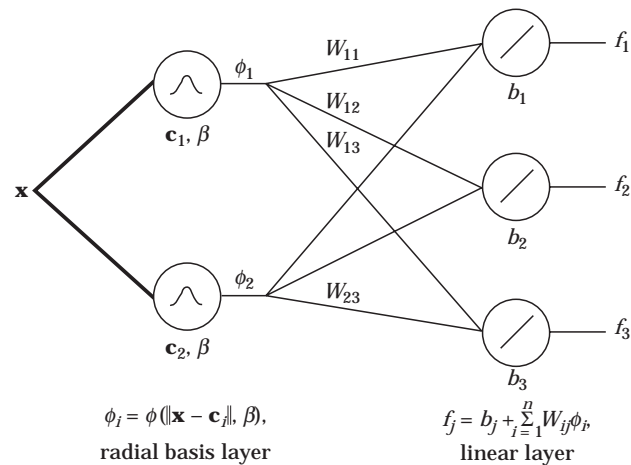 f₁
W₁₁
ϕ₁
b₁
W₁₂
c₁, β
W₁₃
x
f₂
b₂
ϕ₂
W₂₃
f₃
c₂, β
b₃
ϕᵢ = ϕ(‖x − cᵢ‖, β),
radial basis layer
fⱼ = bⱼ + ∑ⁿᵢ₌₁ Wᵢⱼϕᵢ,
linear layer